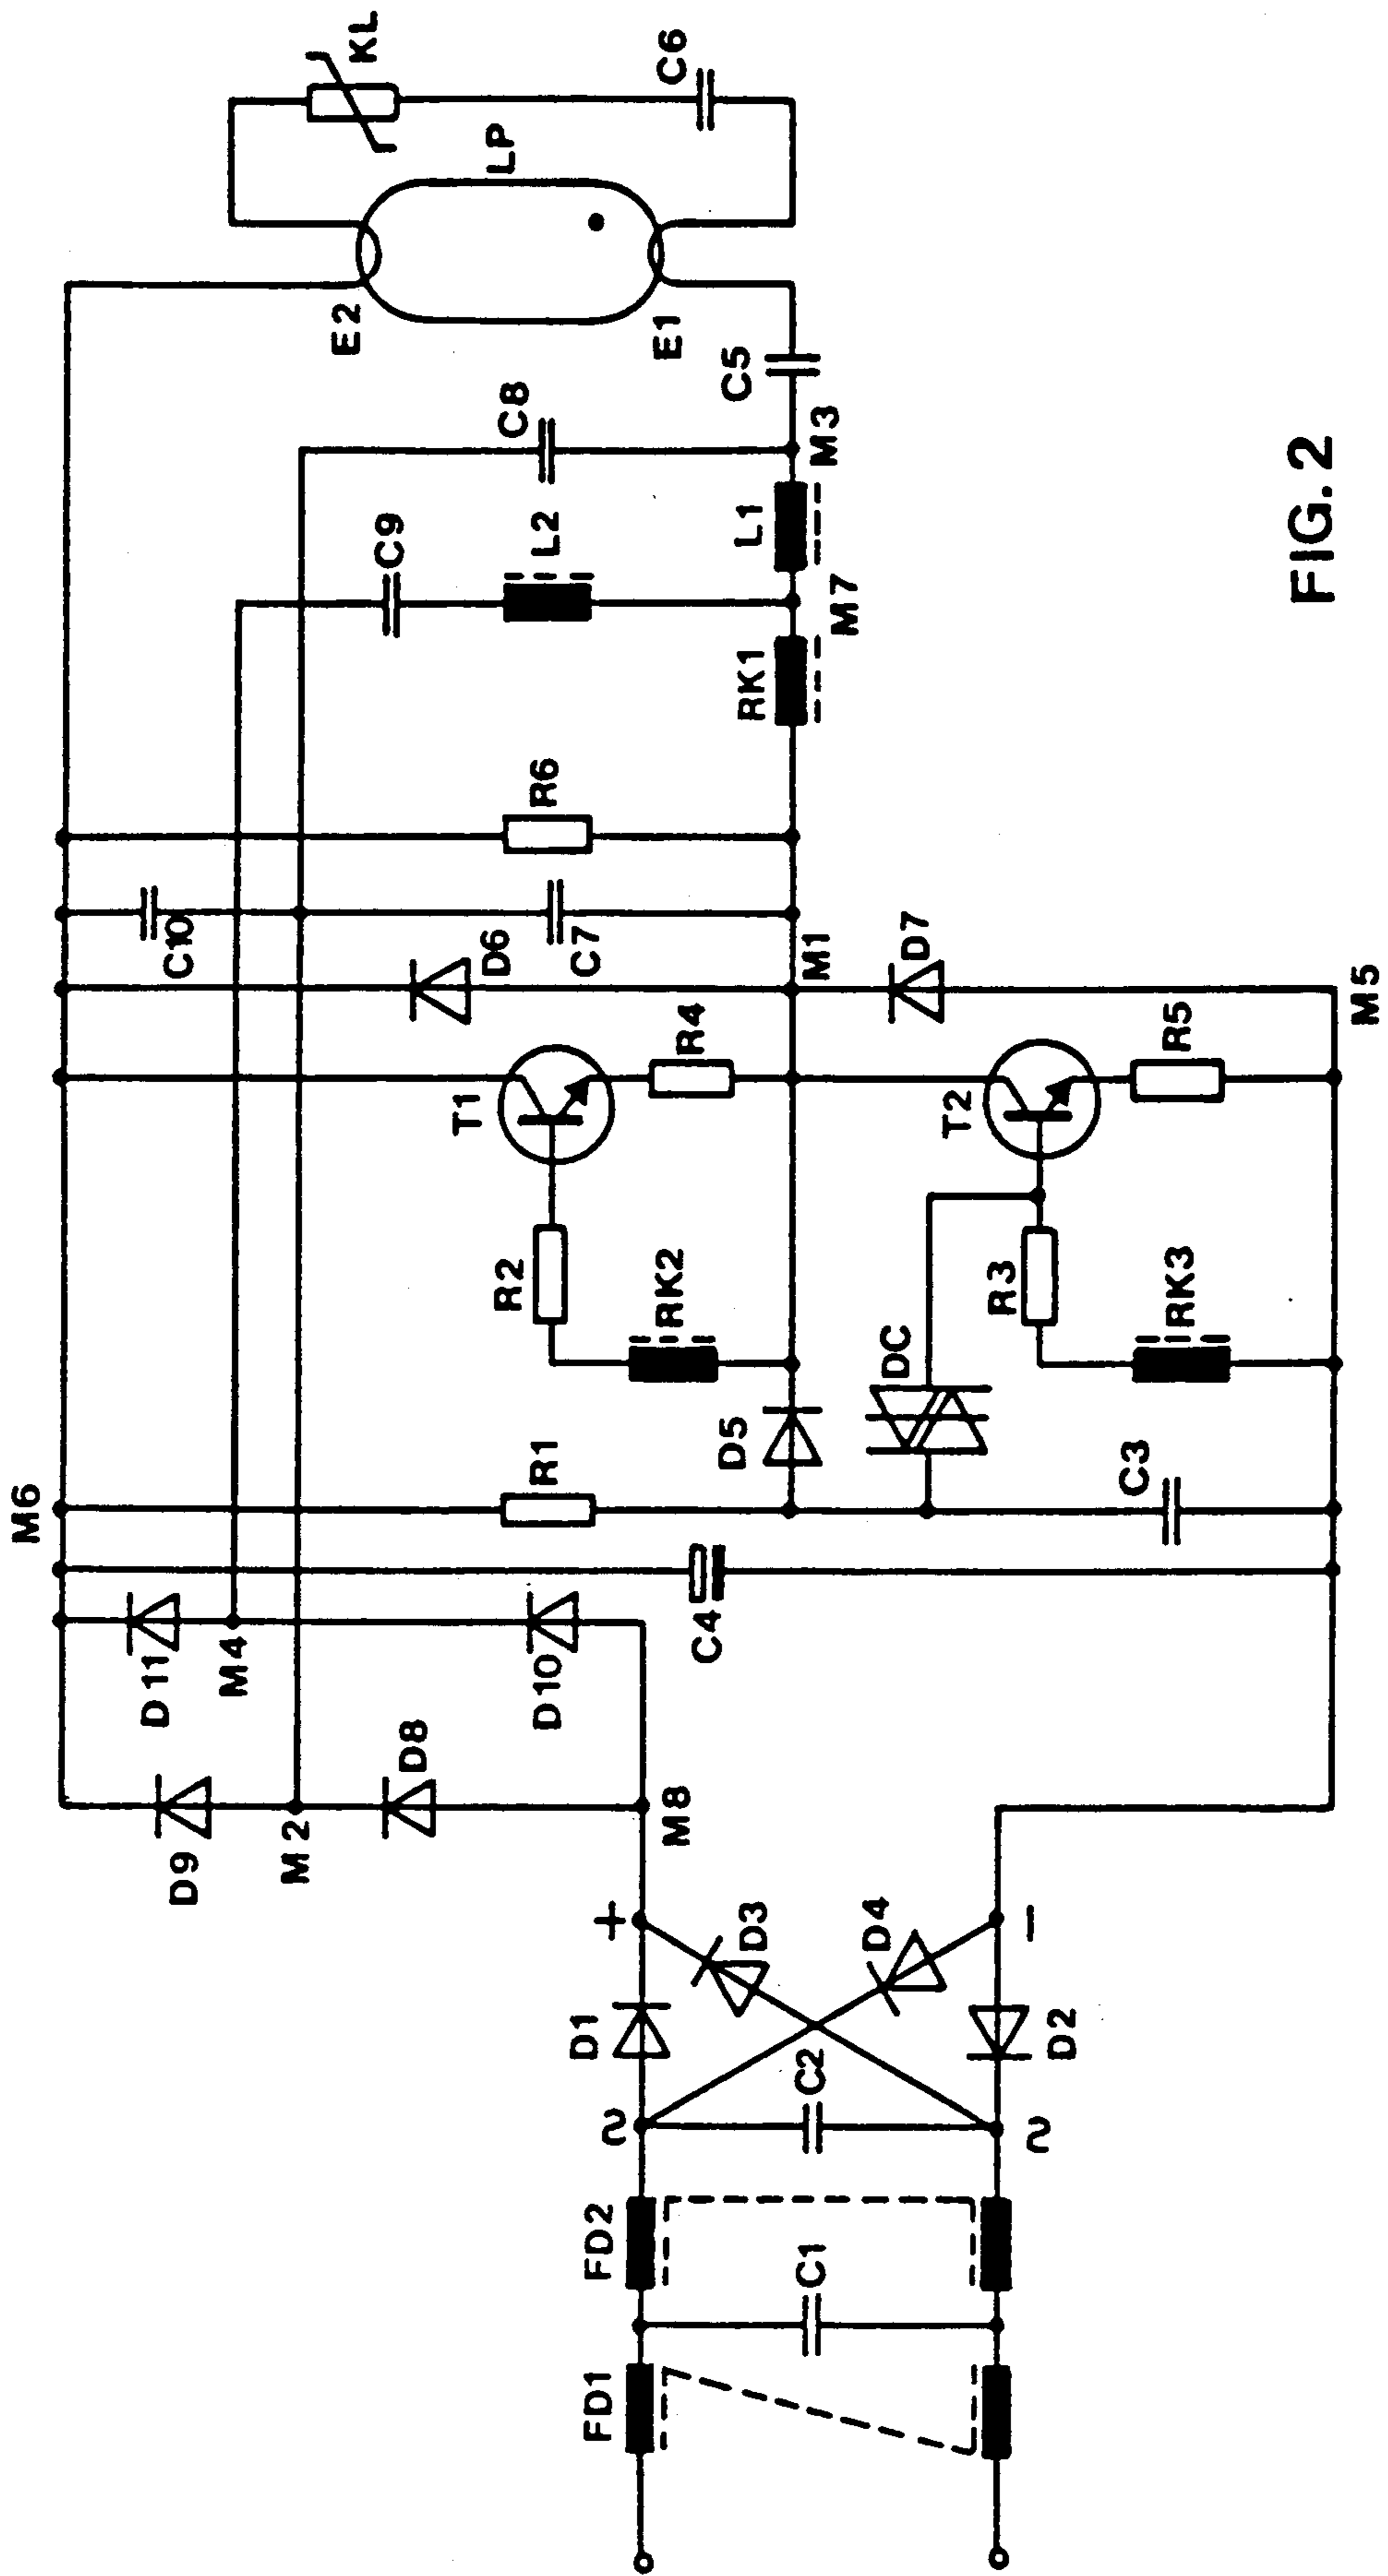 M6
M4
M2
M8
D9
D11
D8
D10
C4
R1
D5
C3
DC
R2
RK2
R3
RK3
T1
T2
R4
R5
D6
D7
C10
C7
M1
M5
R6
RK1
M7
C9
L2
L1
C8
M3
C5
E2
E1
LP
KL
C6
FD1
C1
FD2
C2
~
~
D1
D2
D3
D4
+
–
FIG. 2